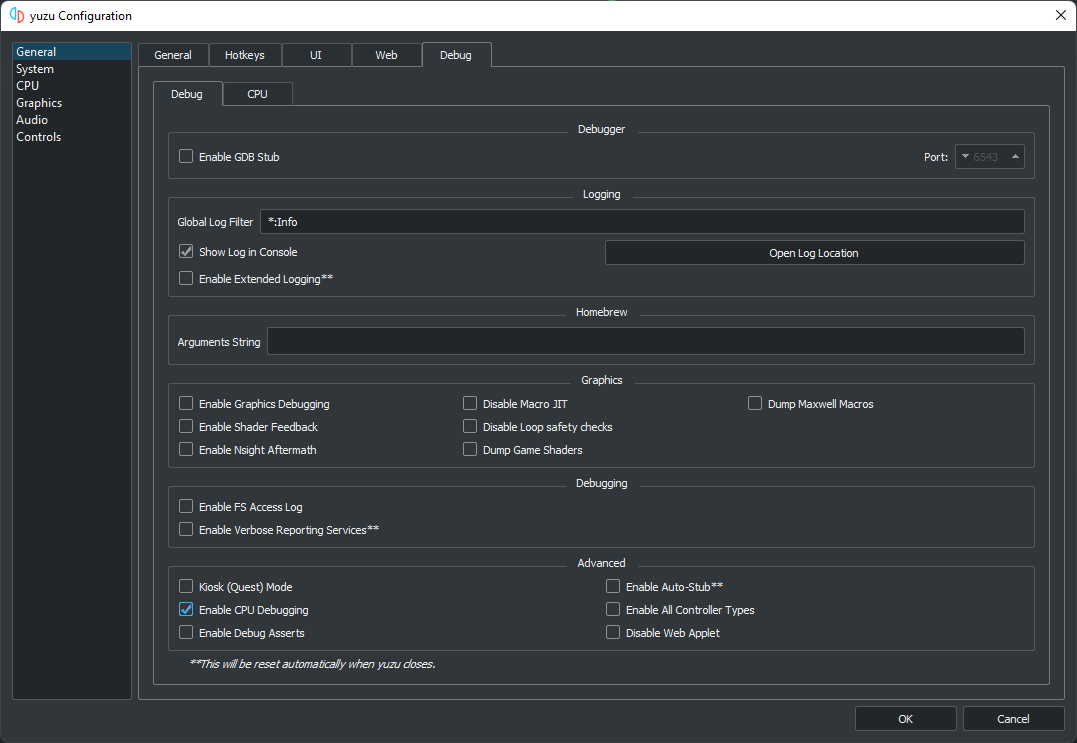 yuzu Configuration
General
System
CPU
Graphics
Audio
Controls
General Hotkeys UI Web Debug
Debug CPU
Debugger
Enable GDB Stub Port: 6543
Logging
Global Log Filter *:Info
Show Log in Console Open Log Location
Enable Extended Logging**
Homebrew
Arguments String
Graphics
Enable Graphics Debugging Disable Macro JIT Dump Maxwell Macros
Enable Shader Feedback Disable Loop safety checks
Enable Nsight Aftermath Dump Game Shaders
Debugging
Enable FS Access Log
Enable Verbose Reporting Services**
Advanced
Kiosk (Quest) Mode Enable Auto-Stub**
Enable CPU Debugging Enable All Controller Types
Enable Debug Asserts Disable Web Applet
**This will be reset automatically when yuzu closes.
OK Cancel